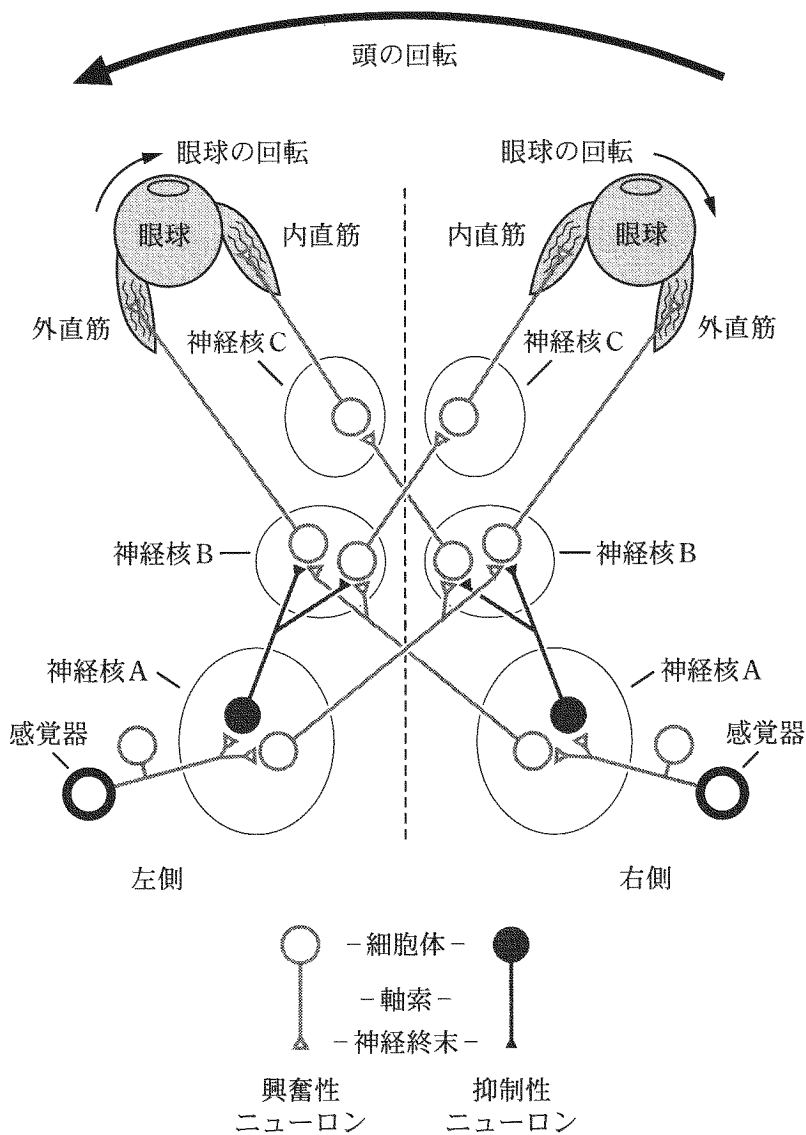 頭の回転
眼球の回転
眼球の回転
眼球
内直筋
内直筋
眼球
外直筋
外直筋
神経核C
神経核C
神経核B
神経核B
神経核A
神経核A
感覚器
感覚器
左側
右側
-細胞体-
-軸索-
-神経終末-
興奮性
ニューロン
抑制性
ニューロン